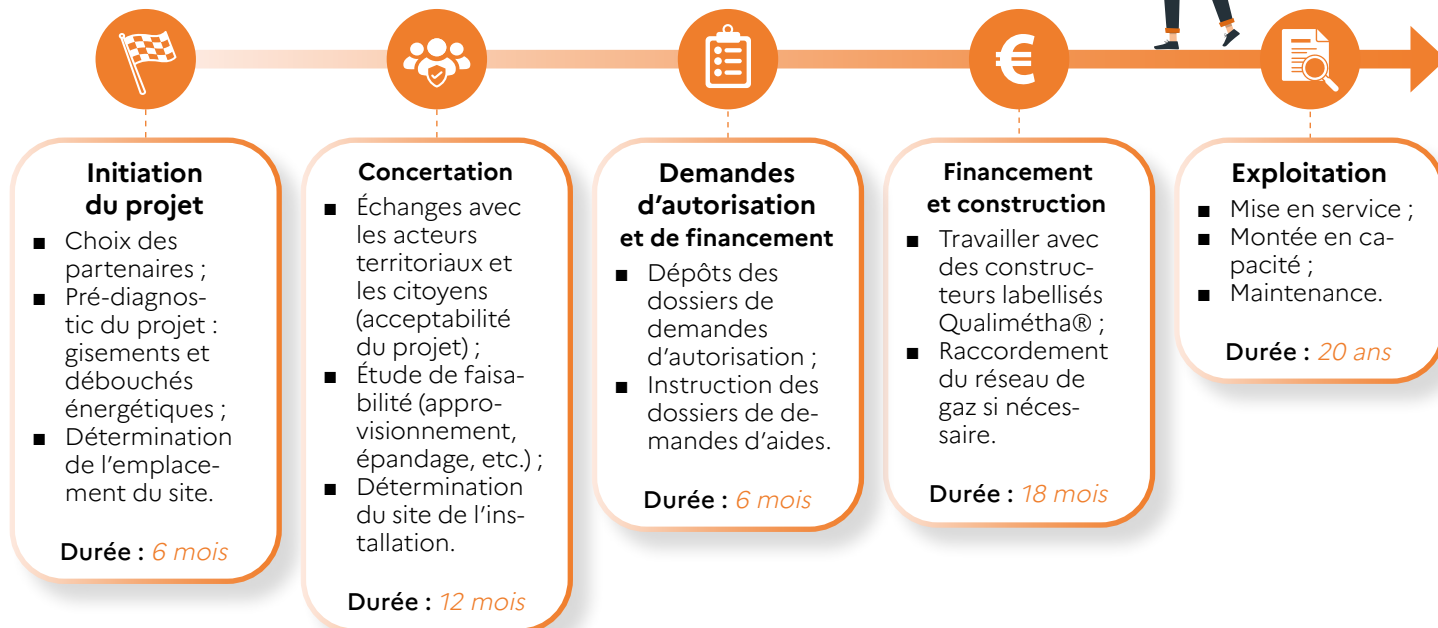 €
Initiation
du projet
■ Choix des
partenaires ;
■ Pré-diagnos-
tic du projet :
gisements et
débouchés
énergétiques ;
■ Détermination
de l'emplace-
ment du site.
Durée : 6 mois
Concertation
■ Échanges avec
les acteurs
territoriaux et
les citoyens
(acceptabilité
du projet) ;
■ Étude de faisa-
bilité (appro-
visionnement,
épandage, etc.) ;
■ Détermination
du site de l'ins-
tallation.
Durée : 12 mois
Demandes
d'autorisation
et de financement
■ Dépôts des
dossiers de
demandes
d'autorisation ;
■ Instruction des
dossiers de de-
mandes d'aides.
Durée : 6 mois
Financement
et construction
■ Travailler avec
des construc-
teurs labellisés
Qualimétha® ;
■ Raccordement
du réseau de
gaz si néces-
saire.
Durée : 18 mois
Exploitation
■ Mise en service ;
■ Montée en ca-
pacité ;
■ Maintenance.
Durée : 20 ans